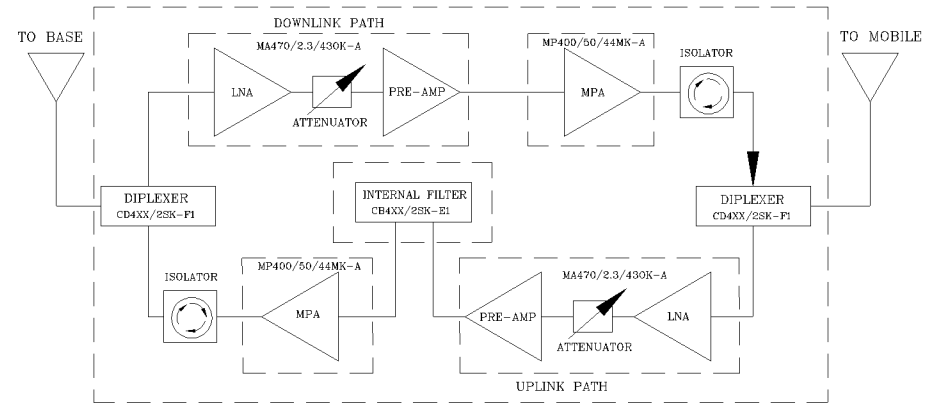 DOWNLINK PATH
TO BASE
TO MOBILE
MA470/2.3/430K-A
MP400/50/44MK-A
ISOLATOR
LNA
PRE-AMP
MPA
ATTENUATOR
DIPLEXER
CD4XX/2SK-F1
INTERNAL FILTER
CB4XX/2SK-E1
DIPLEXER
CD4XX/2SK-F1
ISOLATOR
MP400/50/44MK-A
MA470/2.3/430K-A
MPA
PRE-AMP
LNA
ATTENUATOR
UPLINK PATH